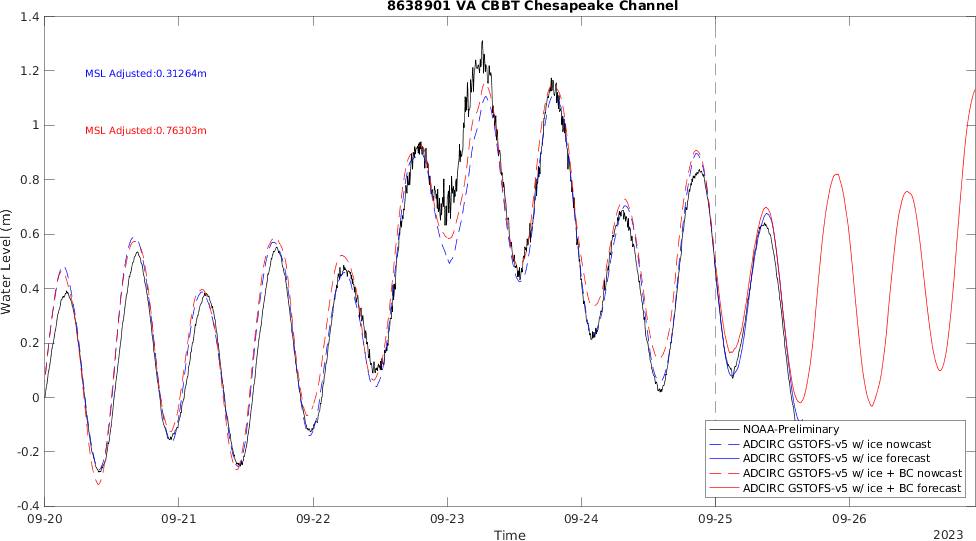 8638901 VA CBBT Chesapeake Channel
1.4
1.2
1
0.8
0.6
0.4
0.2
0
-0.2
-0.4
Water Level (m)
MSL Adjusted:0.31264m
MSL Adjusted:0.76303m
NOAA-Preliminary
ADCIRC GSTOFS-v5 w/ ice nowcast
ADCIRC GSTOFS-v5 w/ ice forecast
ADCIRC GSTOFS-v5 w/ ice + BC nowcast
ADCIRC GSTOFS-v5 w/ ice + BC forecast
09-20 09-21 09-22 09-23 09-24 09-25 09-26
Time
2023